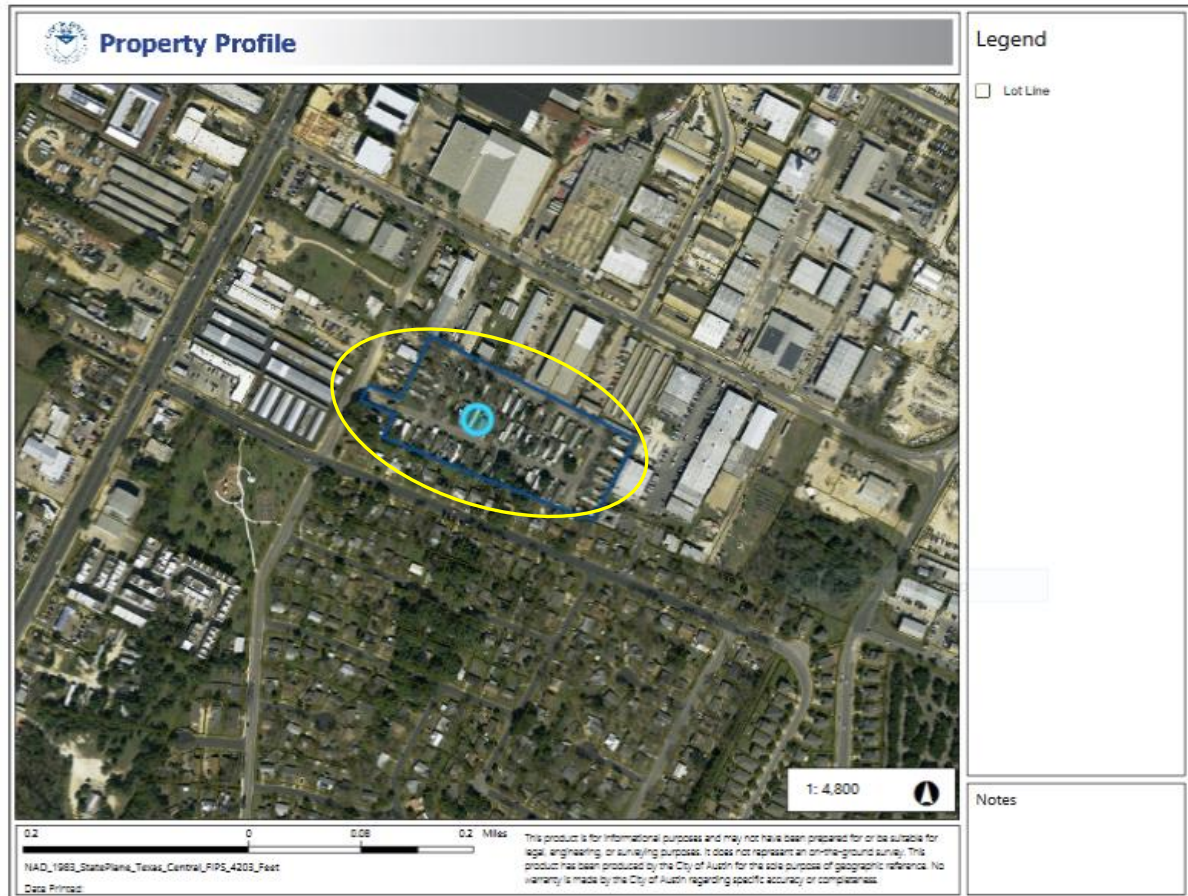 Property Profile
Legend
Lot Line
1: 4,800
Notes
0.2 0 0.08 0.2 Miles
NAD_1983_StatePlane_Texas_Central_FIPS_4203_Feet
Date Printed:
This product is for informational purposes and may not have been prepared for or be suitable for
legal, engineering, or surveying purposes. It does not represent an on-the-ground survey. This
product has been produced by the City of Austin for the sole purpose of geographic reference. No
warranty is made by the City of Austin regarding specific accuracy or completeness.